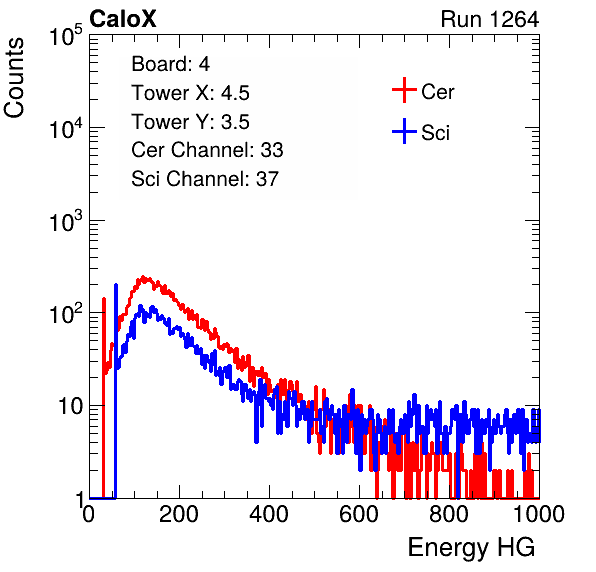 CaloX
Run 1264
Counts
Board: 4
Tower X: 4.5
Tower Y: 3.5
Cer Channel: 33
Sci Channel: 37
Cer
Sci
10^5
10^4
10^3
10^2
10
1
0 200 400 600 800 1000
Energy HG